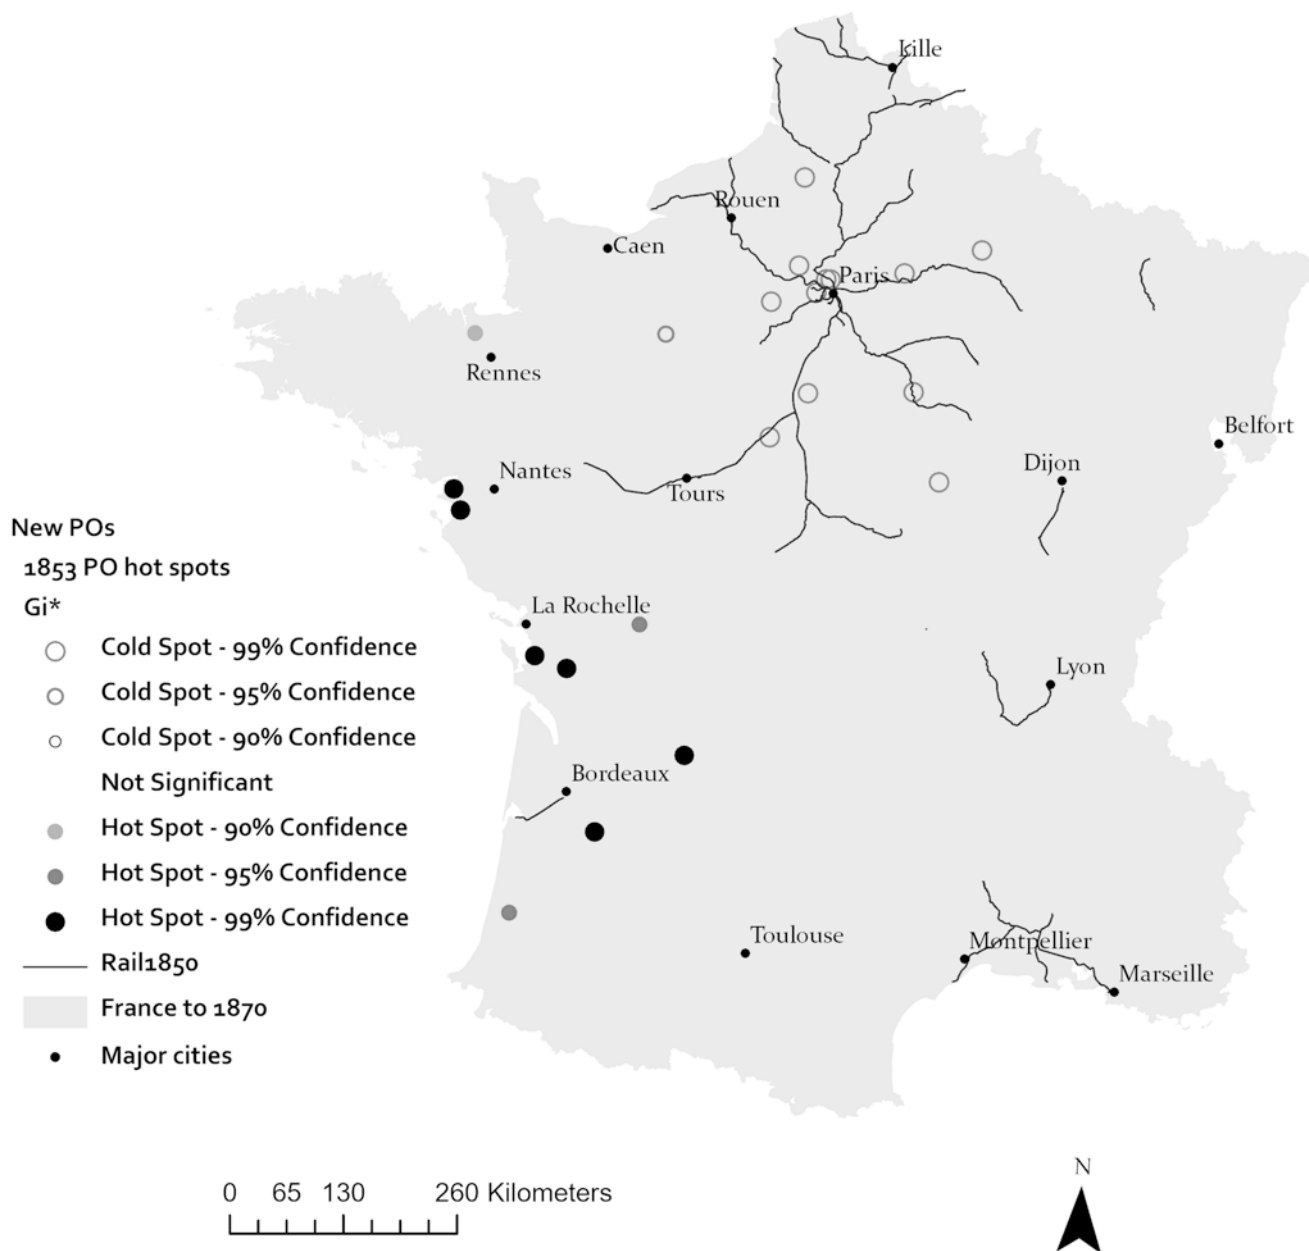 Lille
Rouen
Caen
Paris
Rennes
Belfort
Nantes
Dijon
Tours
New POs
1853 PO hot spots
Gi*
La Rochelle
Cold Spot - 99% Confidence
Cold Spot - 95% Confidence
Lyon
Cold Spot - 90% Confidence
Bordeaux
Not Significant
Hot Spot - 90% Confidence
Hot Spot - 95% Confidence
Hot Spot - 99% Confidence
Toulouse
Montpellier
Rail1850
Marseille
France to 1870
Major cities
N
0 65 130 260 Kilometers